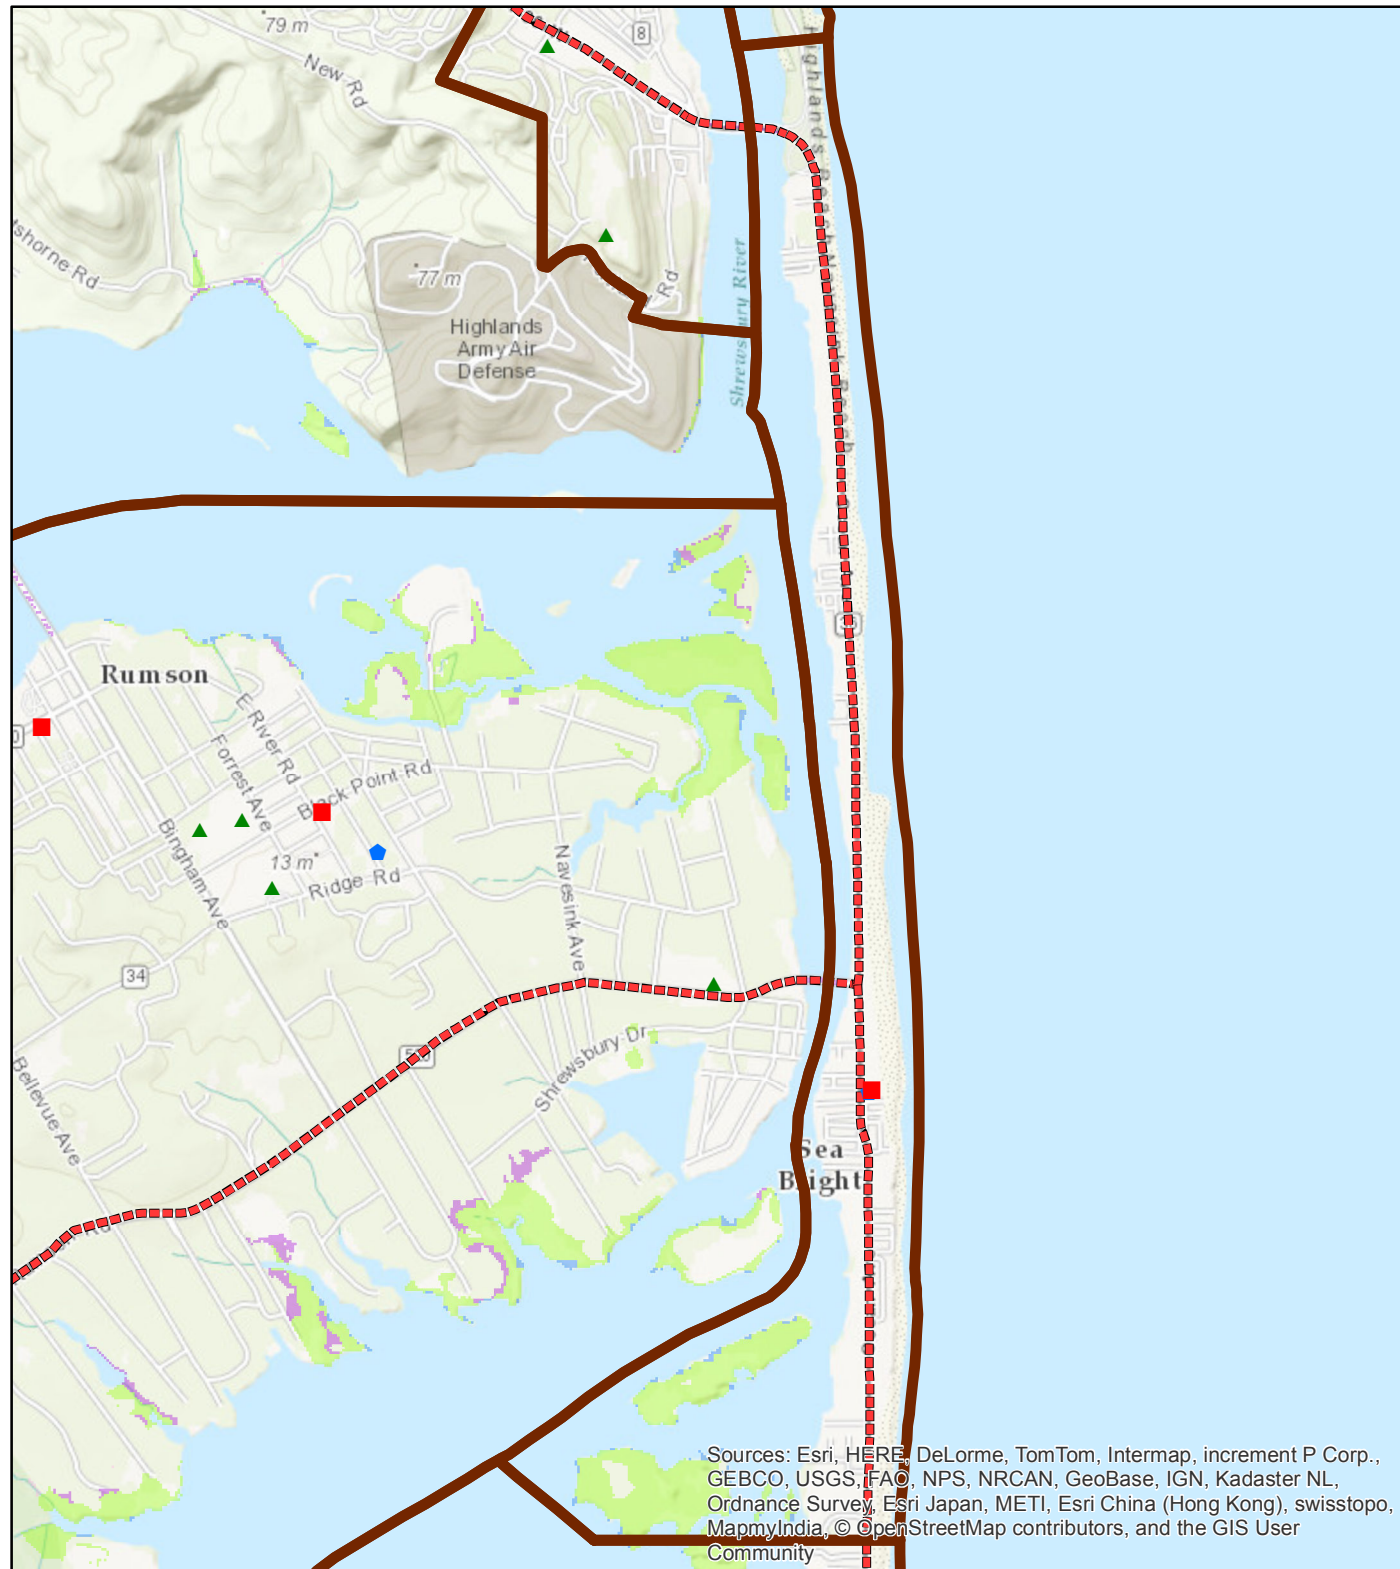 79 m
New Rd
8
tshorne Rd
77 m
Highlands
Army Air
Defense
Rd
Shrewsbury River
Rumson
E River Rd
Forrest Ave
Black Point Rd
Bingham Ave
13 m
Ridge Rd
Navesink Ave
34
Shrewsbury Dr
Bellevue Ave
Sea
Bright
Sources: Esri, HERE, DeLorme, TomTom, Intermap, increment P Corp.,
GEBCO, USGS, FAO, NPS, NRCAN, GeoBase, IGN, Kadaster NL,
Ordnance Survey, Esri Japan, METI, Esri China (Hong Kong), swisstopo,
MapmyIndia, © OpenStreetMap contributors, and the GIS User
Community